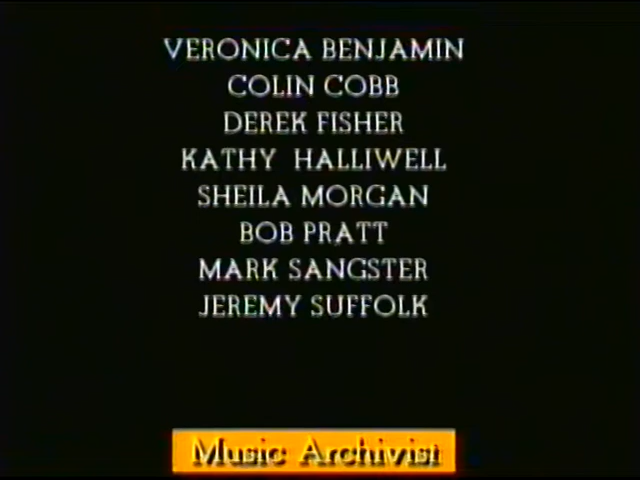 VERONICA BENJAMIN
COLIN COBB
DEREK FISHER
KATHY HALLIWELL
SHEILA MORGAN
BOB PRATT
MARK SANGSTER
JEREMY SUFFOLK
Music Archivist